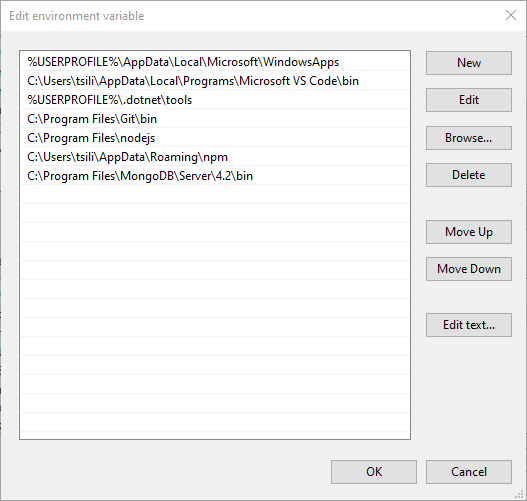 Edit environment variable
%USERPROFILE%\AppData\Local\Microsoft\WindowsApps
C:\Users\tsili\AppData\Local\Programs\Microsoft VS Code\bin
%USERPROFILE%\.dotnet\tools
C:\Program Files\Git\bin
C:\Program Files\nodejs
C:\Users\tsili\AppData\Roaming\npm
C:\Program Files\MongoDB\Server\4.2\bin
New
Edit
Browse...
Delete
Move Up
Move Down
Edit text...
OK
Cancel